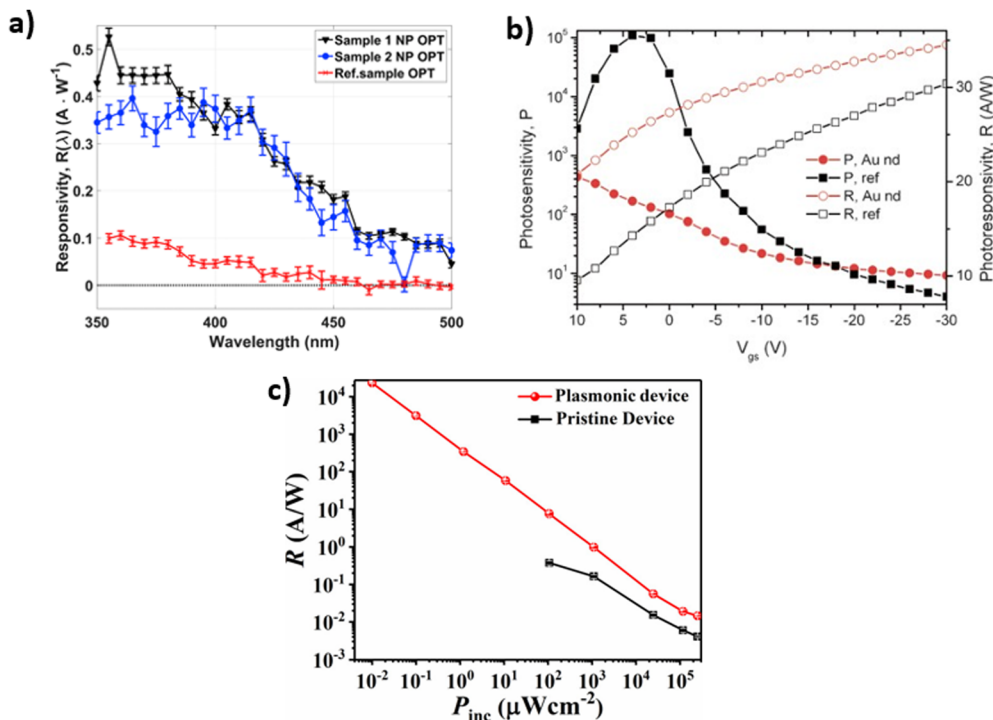 a)
Responsivity, R(λ) (A · W⁻¹)
0.5
0.4
0.3
0.2
0.1
0
350
400
450
500
Wavelength (nm)
Sample 1 NP OPT
Sample 2 NP OPT
Ref.sample OPT
b)
Photosensitivity, P
10⁵
10⁴
10³
10²
10¹
10
5
0
-5
-10
-15
-20
-25
-30
V_gs (V)
P, Au nd
P, ref
R, Au nd
R, ref
30
20
10
Photoresponsivity, R (A/W)
c)
R (A/W)
10⁴
10³
10²
10¹
10⁰
10⁻¹
10⁻²
10⁻³
10⁻²
10⁻¹
10⁰
10¹
10²
10³
10⁴
10⁵
P_inc (μWcm⁻²)
Plasmonic device
Pristine Device